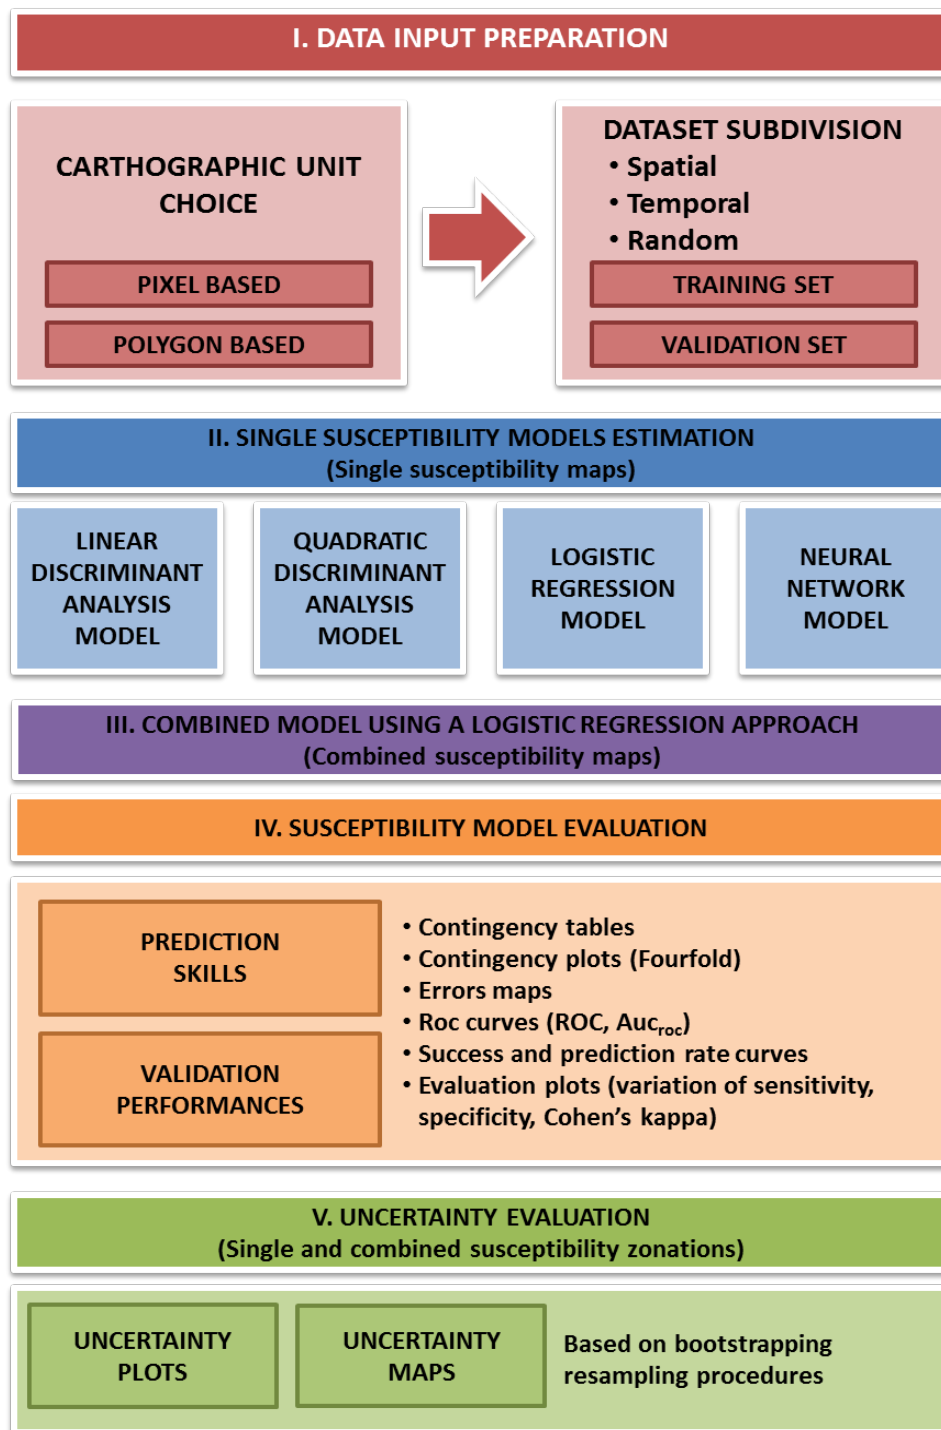 I. DATA INPUT PREPARATION
CARTHOGRAPHIC UNIT
CHOICE
PIXEL BASED
POLYGON BASED
DATASET SUBDIVISION
• Spatial
• Temporal
• Random
TRAINING SET
VALIDATION SET
II. SINGLE SUSCEPTIBILITY MODELS ESTIMATION
(Single susceptibility maps)
LINEAR
DISCRIMINANT
ANALYSIS
MODEL
QUADRATIC
DISCRIMINANT
ANALYSIS
MODEL
LOGISTIC
REGRESSION
MODEL
NEURAL
NETWORK
MODEL
III. COMBINED MODEL USING A LOGISTIC REGRESSION APPROACH
(Combined susceptibility maps)
IV. SUSCEPTIBILITY MODEL EVALUATION
PREDICTION
SKILLS
VALIDATION
PERFORMANCES
• Contingency tables
• Contingency plots (Fourfold)
• Errors maps
• Roc curves (ROC, Aucroc)
• Success and prediction rate curves
• Evaluation plots (variation of sensitivity,
specificity, Cohen's kappa)
V. UNCERTAINTY EVALUATION
(Single and combined susceptibility zonations)
UNCERTAINTY
PLOTS
UNCERTAINTY
MAPS
Based on bootstrapping
resampling procedures